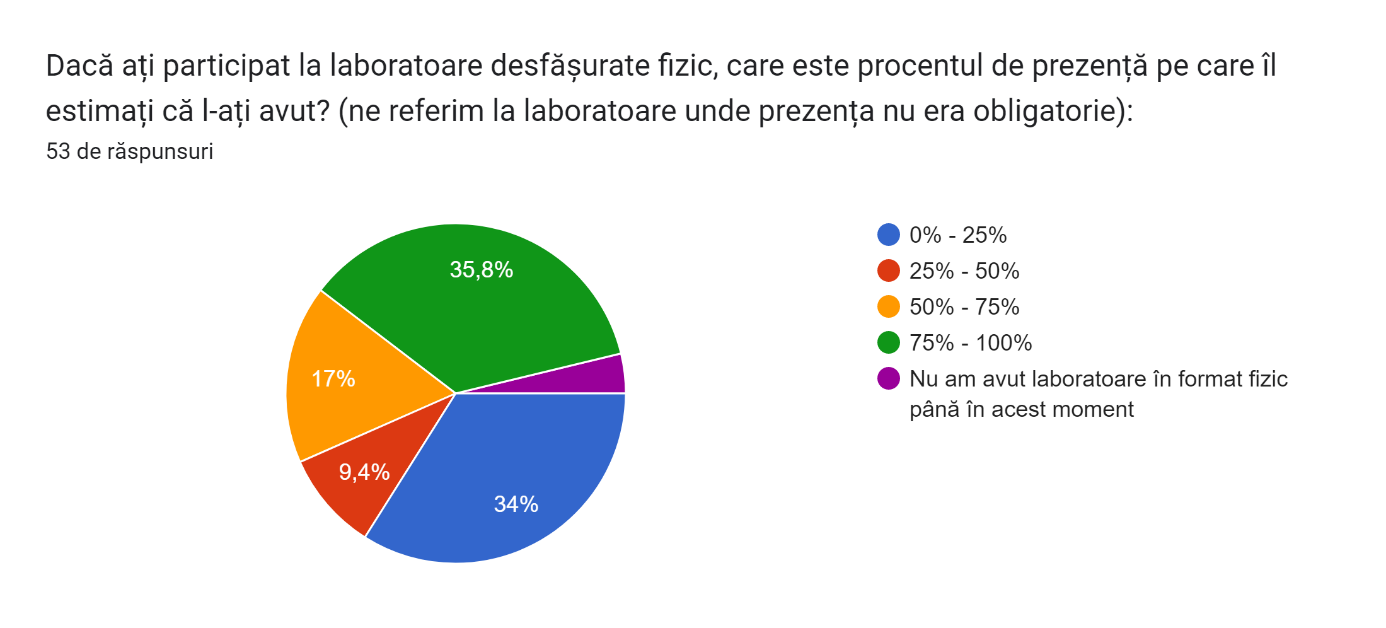 Dacă ați participat la laboratoare desfășurate fizic, care este procentul de prezență pe care îl
estimați că l-ați avut? (ne referim la laboratoare unde prezența nu era obligatorie):
53 de răspunsuri
35,8%
17%
9,4%
34%
0% - 25%
25% - 50%
50% - 75%
75% - 100%
Nu am avut laboratoare în format fizic
până în acest moment